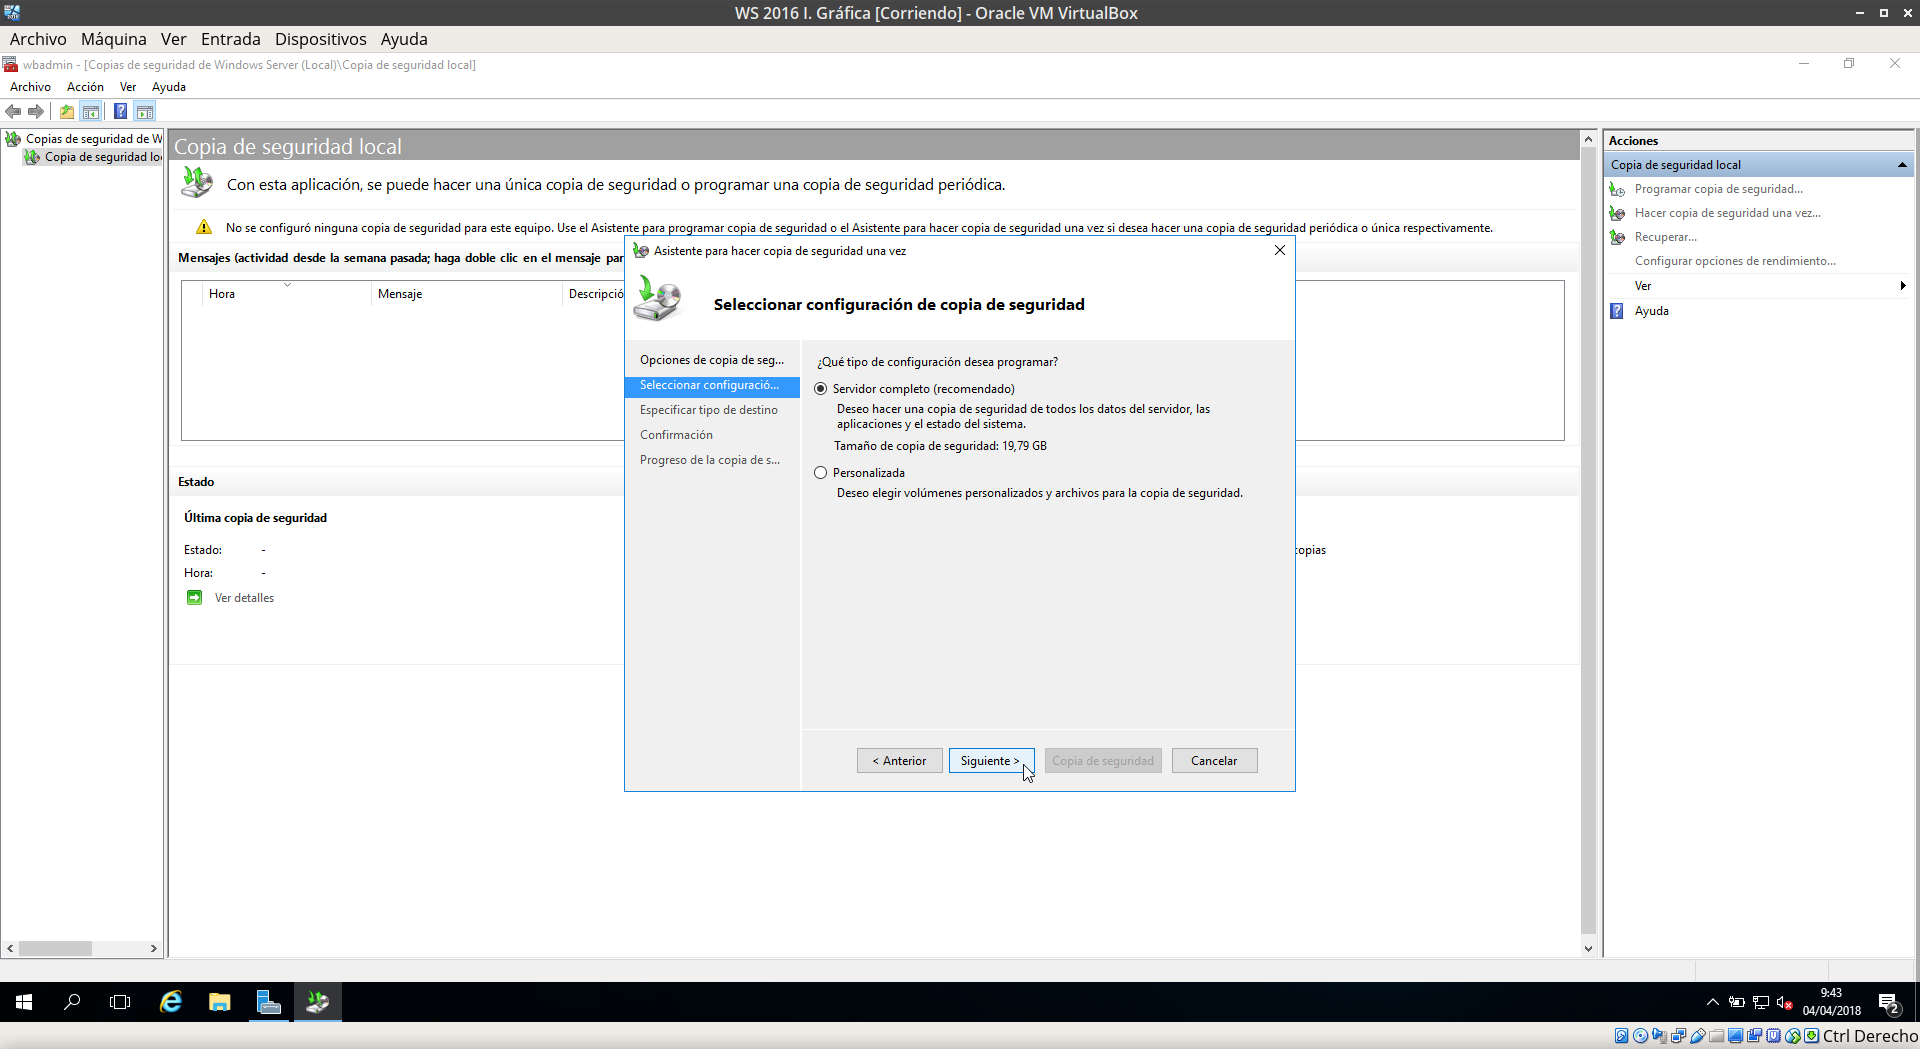 WS 2016 I. Gráfica [Corriendo] - Oracle VM VirtualBox
Archivo Máquina Ver Entrada Dispositivos Ayuda
wbadmin - [Copias de seguridad de Windows Server (Local)\Copia de seguridad local]
Archivo Acción Ver Ayuda
Copias de seguridad de W
Copia de seguridad lo
Copia de seguridad local
Con esta aplicación, se puede hacer una única copia de seguridad o programar una copia de seguridad periódica.
No se configuró ninguna copia de seguridad para este equipo. Use el Asistente para programar copia de seguridad o el Asistente para hacer copia de seguridad una vez si desea hacer una copia de seguridad periódica o única respectivamente.
Mensajes (actividad desde la semana pasada; haga doble clic en el mensaje par
Hora Mensaje Descripció
Estado
Última copia de seguridad
Estado: -
Hora: -
Ver detalles
copias
Asistente para hacer copia de seguridad una vez
Seleccionar configuración de copia de seguridad
Opciones de copia de seg...
Seleccionar configuració...
Especificar tipo de destino
Confirmación
Progreso de la copia de s...
¿Qué tipo de configuración desea programar?
Servidor completo (recomendado)
Deseo hacer una copia de seguridad de todos los datos del servidor, las
aplicaciones y el estado del sistema.
Tamaño de copia de seguridad: 19,79 GB
Personalizada
Deseo elegir volúmenes personalizados y archivos para la copia de seguridad.
< Anterior Siguiente > Copia de seguridad Cancelar
Acciones
Copia de seguridad local
Programar copia de seguridad...
Hacer copia de seguridad una vez...
Recuperar...
Configurar opciones de rendimiento...
Ver
Ayuda
9:43
04/04/2018
2
Ctrl Derecho